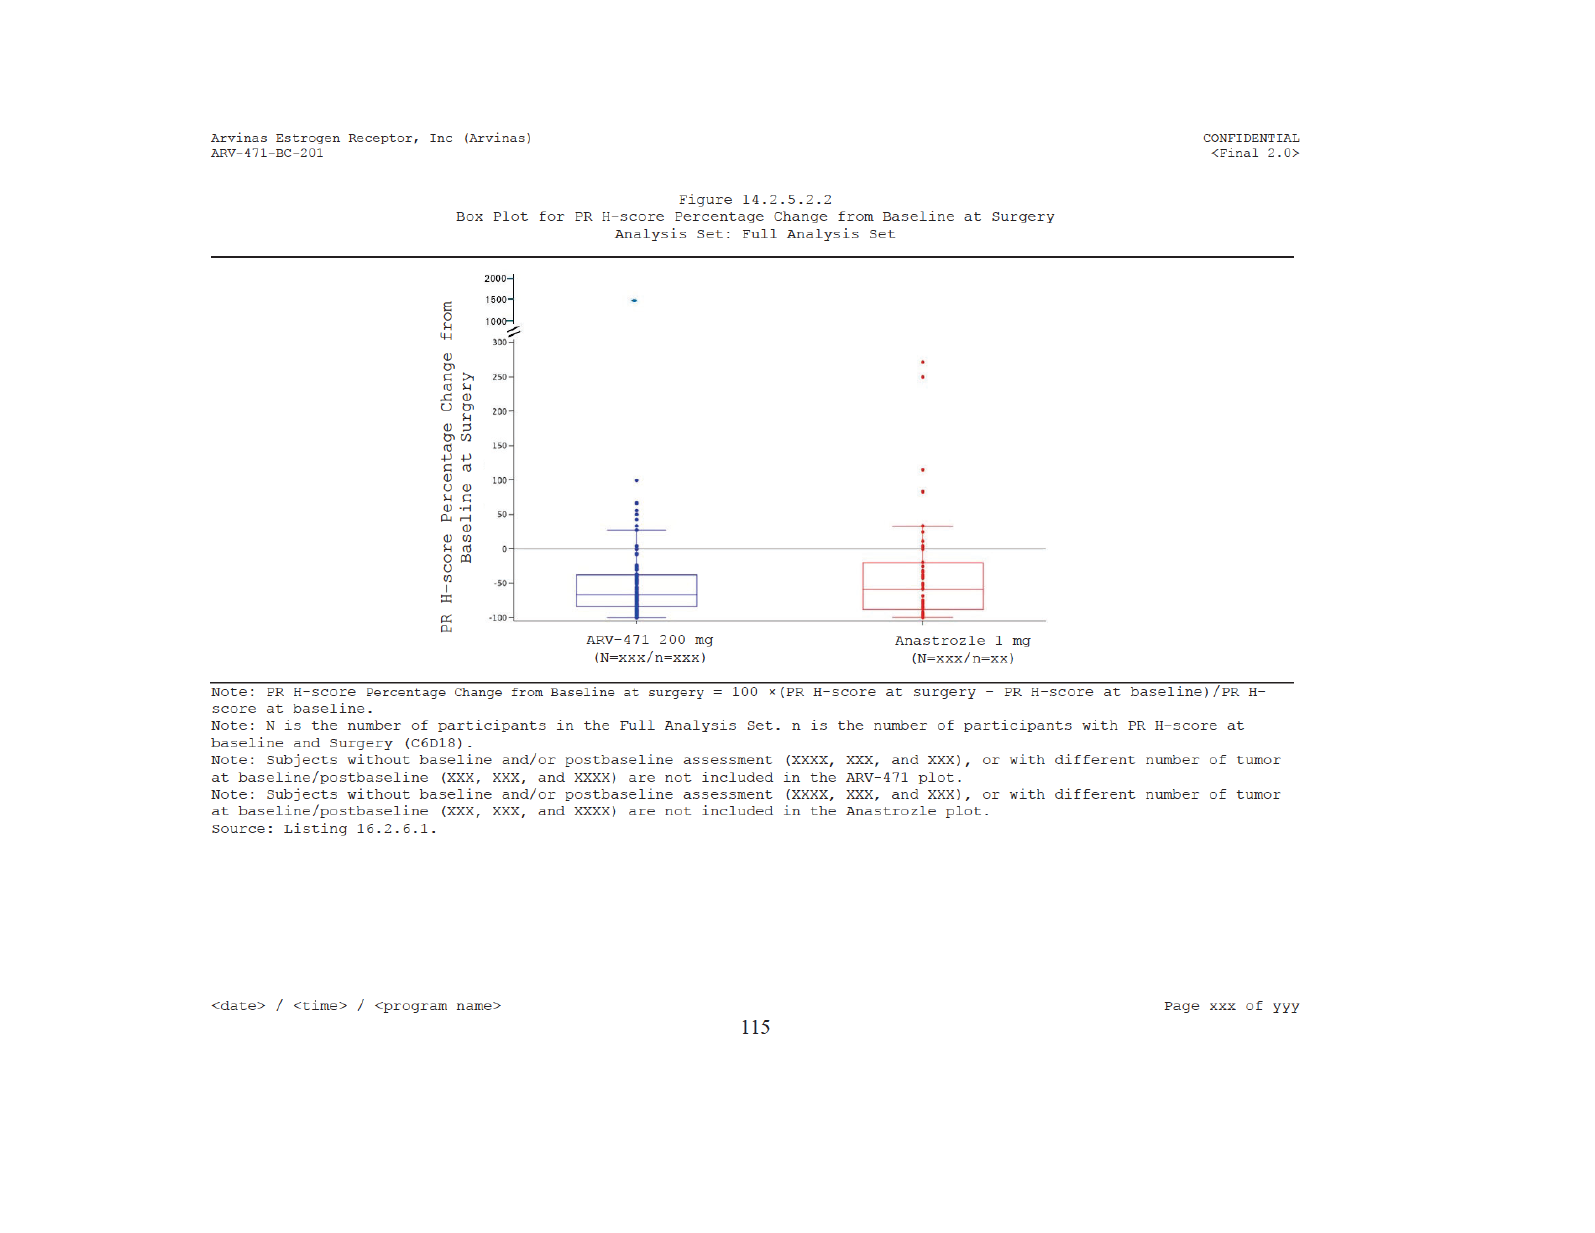 Arvinas Estrogen Receptor, Inc (Arvinas) CONFIDENTIAL
ARV-471-BC-201 <Final 2.0>
Figure 14.2.5.2.2
Box Plot for PR H-score Percentage Change from Baseline at Surgery
Analysis Set: Full Analysis Set
PR H-score Percentage Change from
Baseline at Surgery
2000
1500
1000
300
250
200
150
100
50
0
-50
-100
ARV-471 200 mg Anastrozle 1 mg
(N=xxx/n=xxx) (N=xxx/n=xx)
Note: PR H-score Percentage Change from Baseline at surgery = 100 ×(PR H-score at surgery - PR H-score at baseline)/PR H-
score at baseline.
Note: N is the number of participants in the Full Analysis Set. n is the number of participants with PR H-score at
baseline and Surgery (C6D18).
Note: Subjects without baseline and/or postbaseline assessment (XXXX, XXX, and XXX), or with different number of tumor
at baseline/postbaseline (XXX, XXX, and XXXX) are not included in the ARV-471 plot.
Note: Subjects without baseline and/or postbaseline assessment (XXXX, XXX, and XXX), or with different number of tumor
at baseline/postbaseline (XXX, XXX, and XXXX) are not included in the Anastrozle plot.
Source: Listing 16.2.6.1.
<date> / <time> / <program name> Page xxx of yyy
115